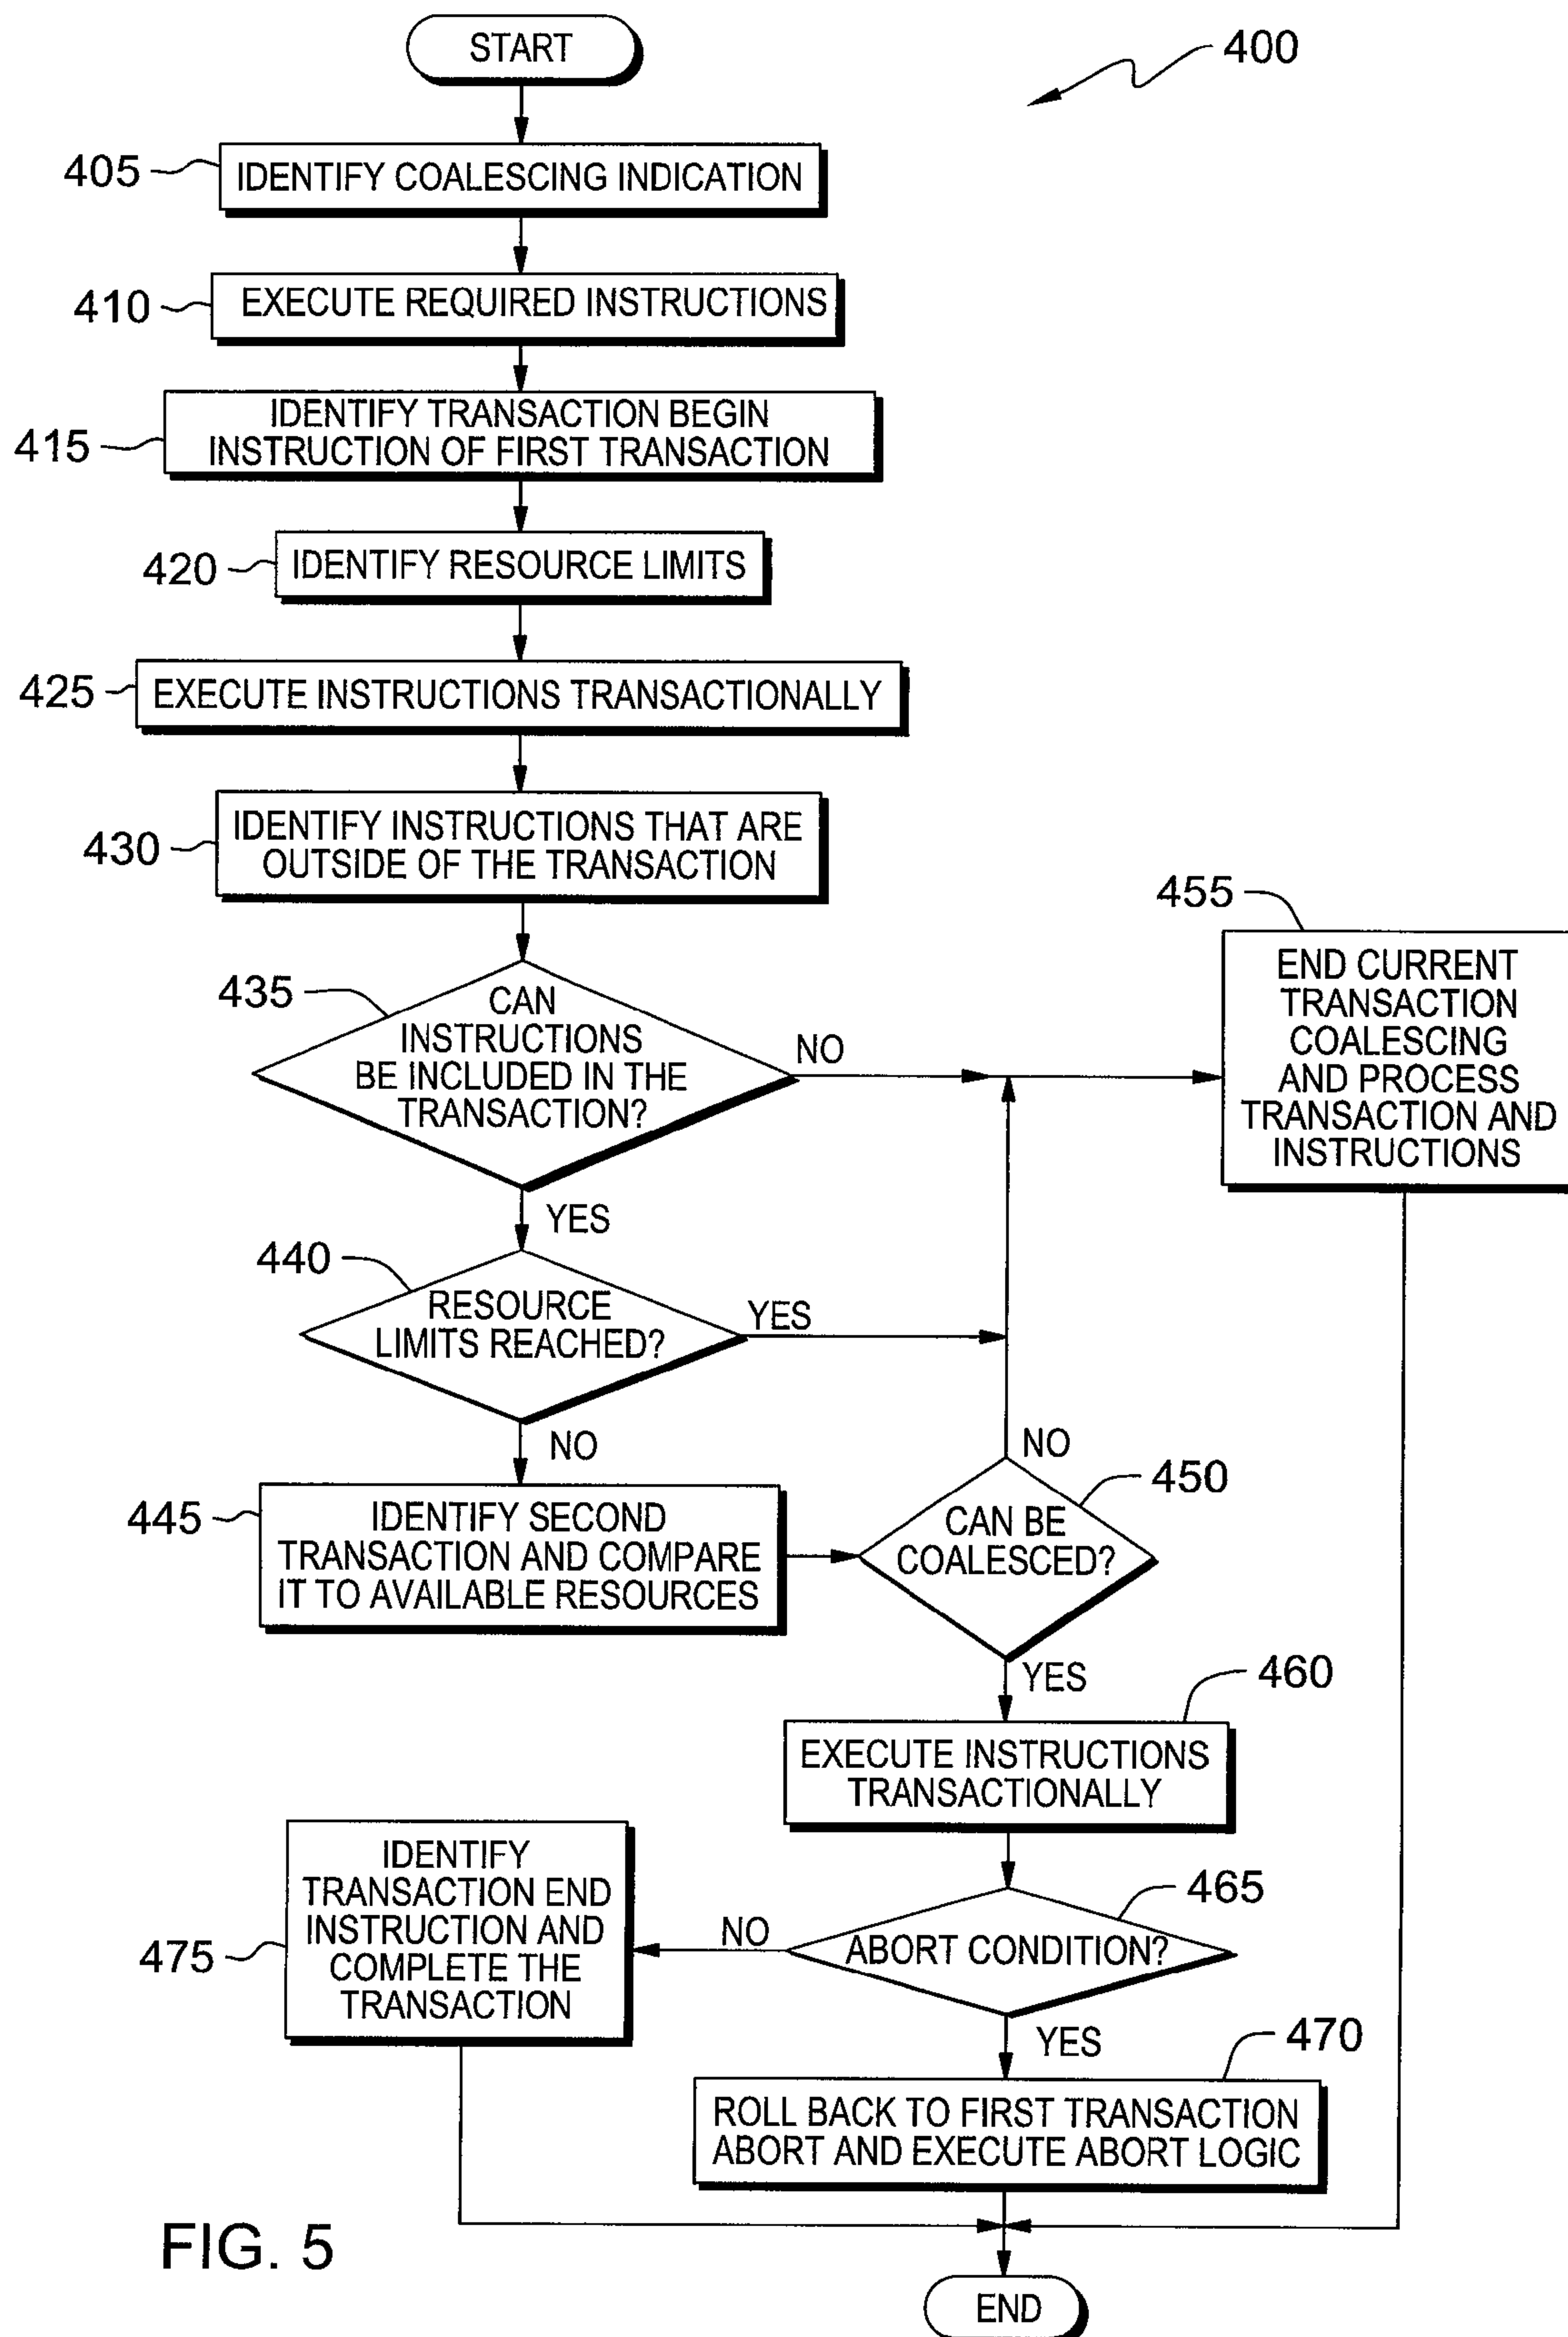 START
400
405
IDENTIFY COALESCING INDICATION
410
EXECUTE REQUIRED INSTRUCTIONS
415
IDENTIFY TRANSACTION BEGIN
INSTRUCTION OF FIRST TRANSACTION
420
IDENTIFY RESOURCE LIMITS
425
EXECUTE INSTRUCTIONS TRANSACTIONALLY
430
IDENTIFY INSTRUCTIONS THAT ARE
OUTSIDE OF THE TRANSACTION
435
CAN
INSTRUCTIONS
BE INCLUDED IN THE
TRANSACTION?
NO
455
END CURRENT
TRANSACTION
COALESCING
AND PROCESS
TRANSACTION AND
INSTRUCTIONS
YES
440
RESOURCE
LIMITS REACHED?
YES
NO
445
IDENTIFY SECOND
TRANSACTION AND COMPARE
IT TO AVAILABLE RESOURCES
NO
450
CAN BE
COALESCED?
YES
460
EXECUTE INSTRUCTIONS
TRANSACTIONALLY
465
ABORT CONDITION?
NO
475
IDENTIFY
TRANSACTION END
INSTRUCTION AND
COMPLETE THE
TRANSACTION
YES
470
ROLL BACK TO FIRST TRANSACTION
ABORT AND EXECUTE ABORT LOGIC
FIG. 5
END